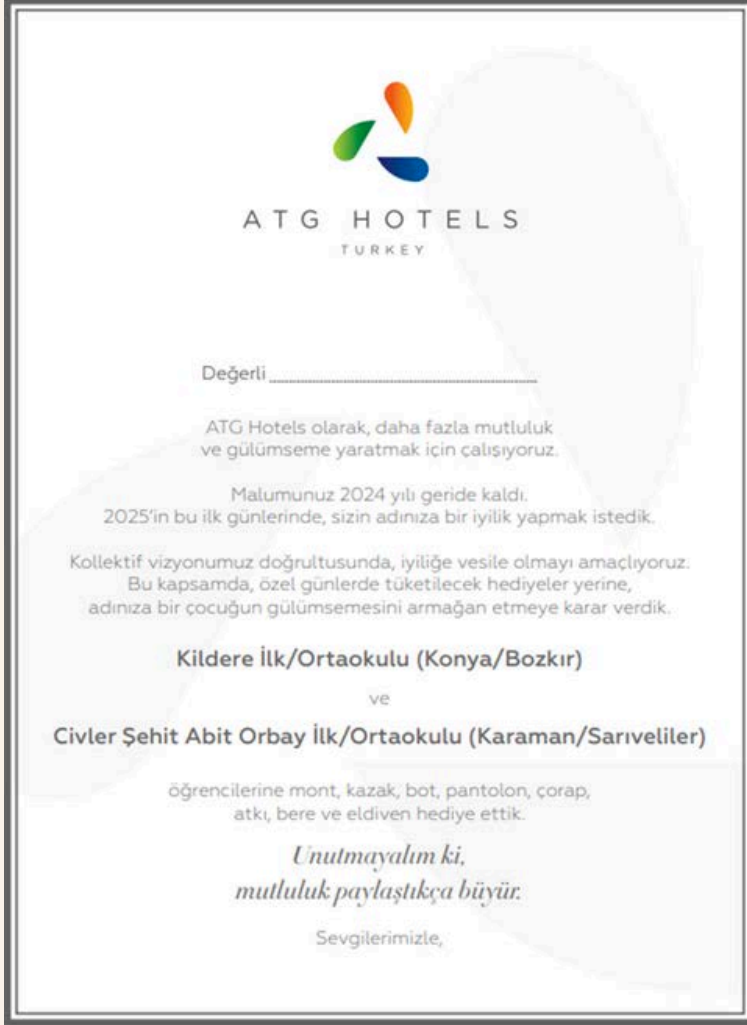 ATG HOTELS
TURKEY
Değerli
ATG Hotels olarak, daha fazla mutluluk
ve gülümseme yaratmak için çalışıyoruz.
Malumunuz 2024 yılı geride kaldı.
2025'in bu ilk günlerinde, sizin adınıza bir iyilik yapmak istedik.
Kollektif vizyonumuz doğrultusunda, iyiliğe vesile olmayı amaçlıyoruz.
Bu kapsamda, özel günlerde tüketilecek hediyeler yerine,
adınıza bir çocuğun gülümsemesini armağan etmeye karar verdik.
Kildere İlk/Ortaokulu (Konya/Bozkır)
ve
Civler Şehit Abit Orbay İlk/Ortaokulu (Karaman/Sarıveliler)
öğrencilerine mont, kazak, bot, pantolon, çorap,
atkı, bere ve eldiven hediye ettik.
Unutmayalım ki,
mutluluk paylaştıkça büyür.
Sevgilerimizle,